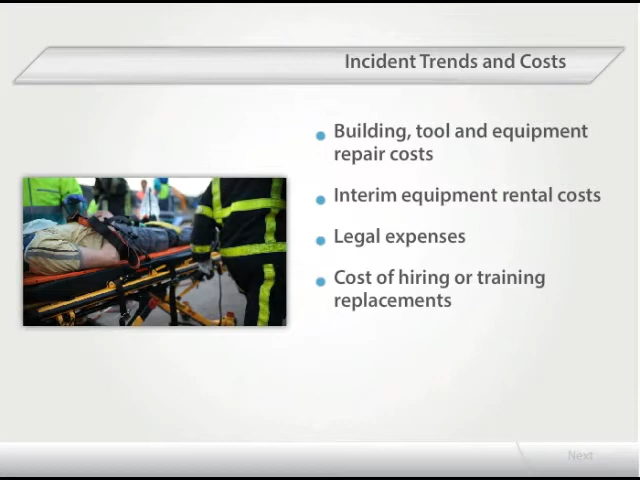 Incident Trends and Costs
Building, tool and equipment
repair costs
Interim equipment rental costs
Legal expenses
Cost of hiring or training
replacements
Next